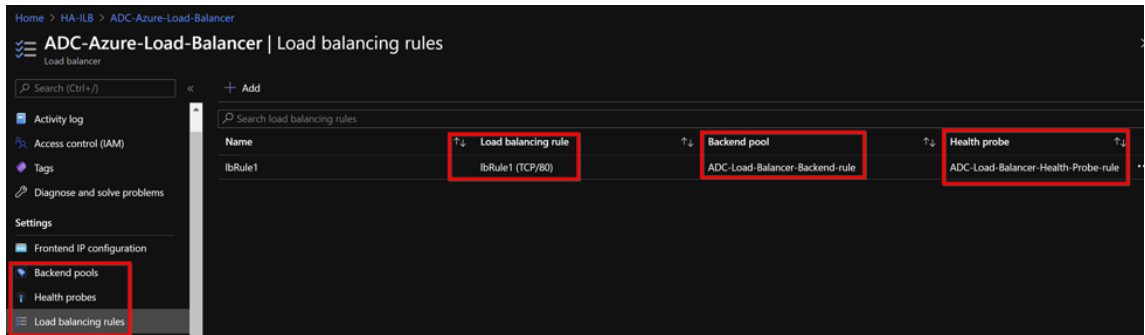 Home > HA-ILB > ADC-Azure-Load-Balancer
ADC-Azure-Load-Balancer | Load balancing rules
Load balancer
Search (Ctrl+/)
«
+ Add
Activity log
Access control (IAM)
Tags
Diagnose and solve problems
Settings
Frontend IP configuration
Backend pools
Health probes
Load balancing rules
Search load balancing rules
Name ↑↓ Load balancing rule ↑↓ Backend pool ↑↓ Health probe ↑↓
lbRule1 lbRule1 (TCP/80) ADC-Load-Balancer-Backend-rule ADC-Load-Balancer-Health-Probe-rule